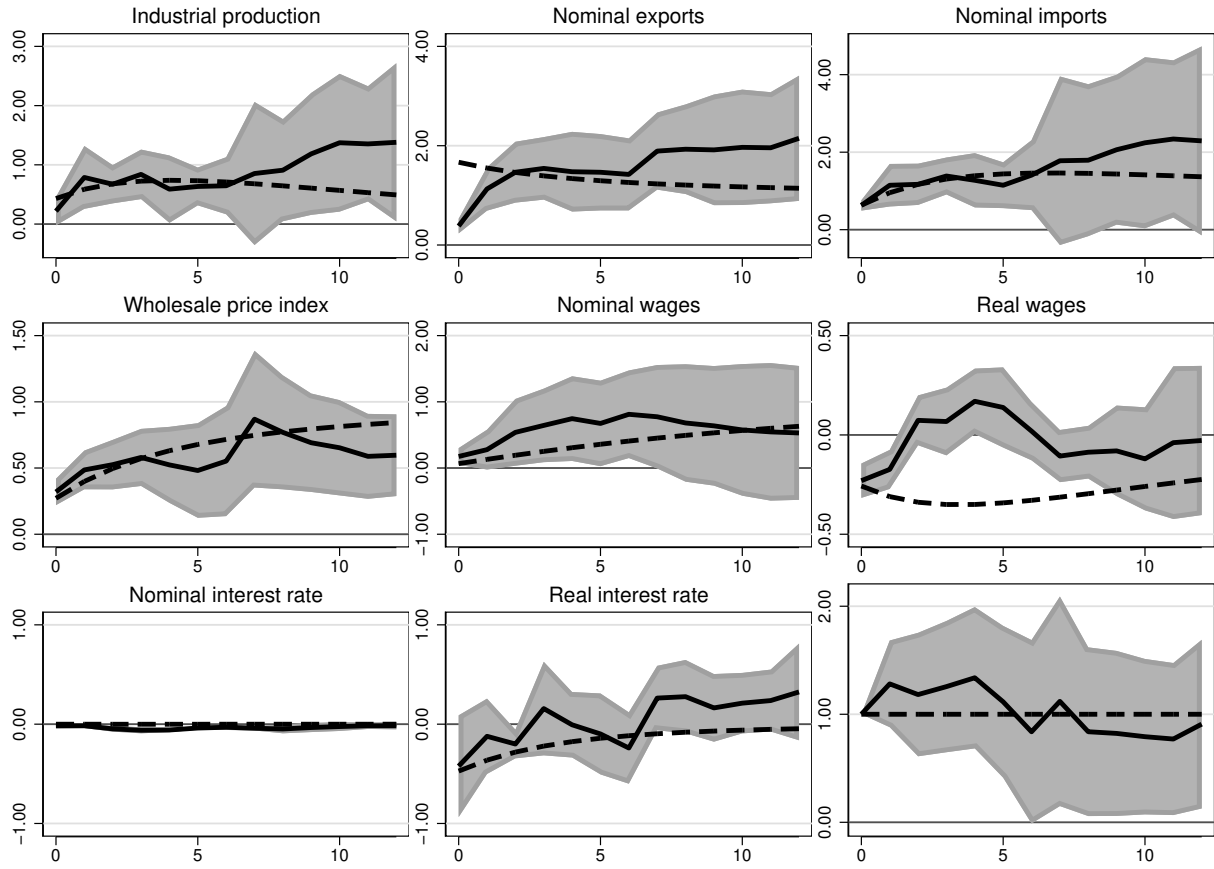 Industrial production
3.00
2.00
1.00
0.00
0 5 10
Nominal exports
4.00
2.00
0.00
0 5 10
Nominal imports
4.00
2.00
0.00
0 5 10
Wholesale price index
1.50
1.00
0.50
0.00
0 5 10
Nominal wages
2.00
1.00
0.00
−1.00
0 5 10
Real wages
0.50
0.00
−0.50
0 5 10
Nominal interest rate
1.00
0.00
−1.00
0 5 10
Real interest rate
1.00
0.00
−1.00
0 5 10
2.00
1.00
0.00
0 5 10